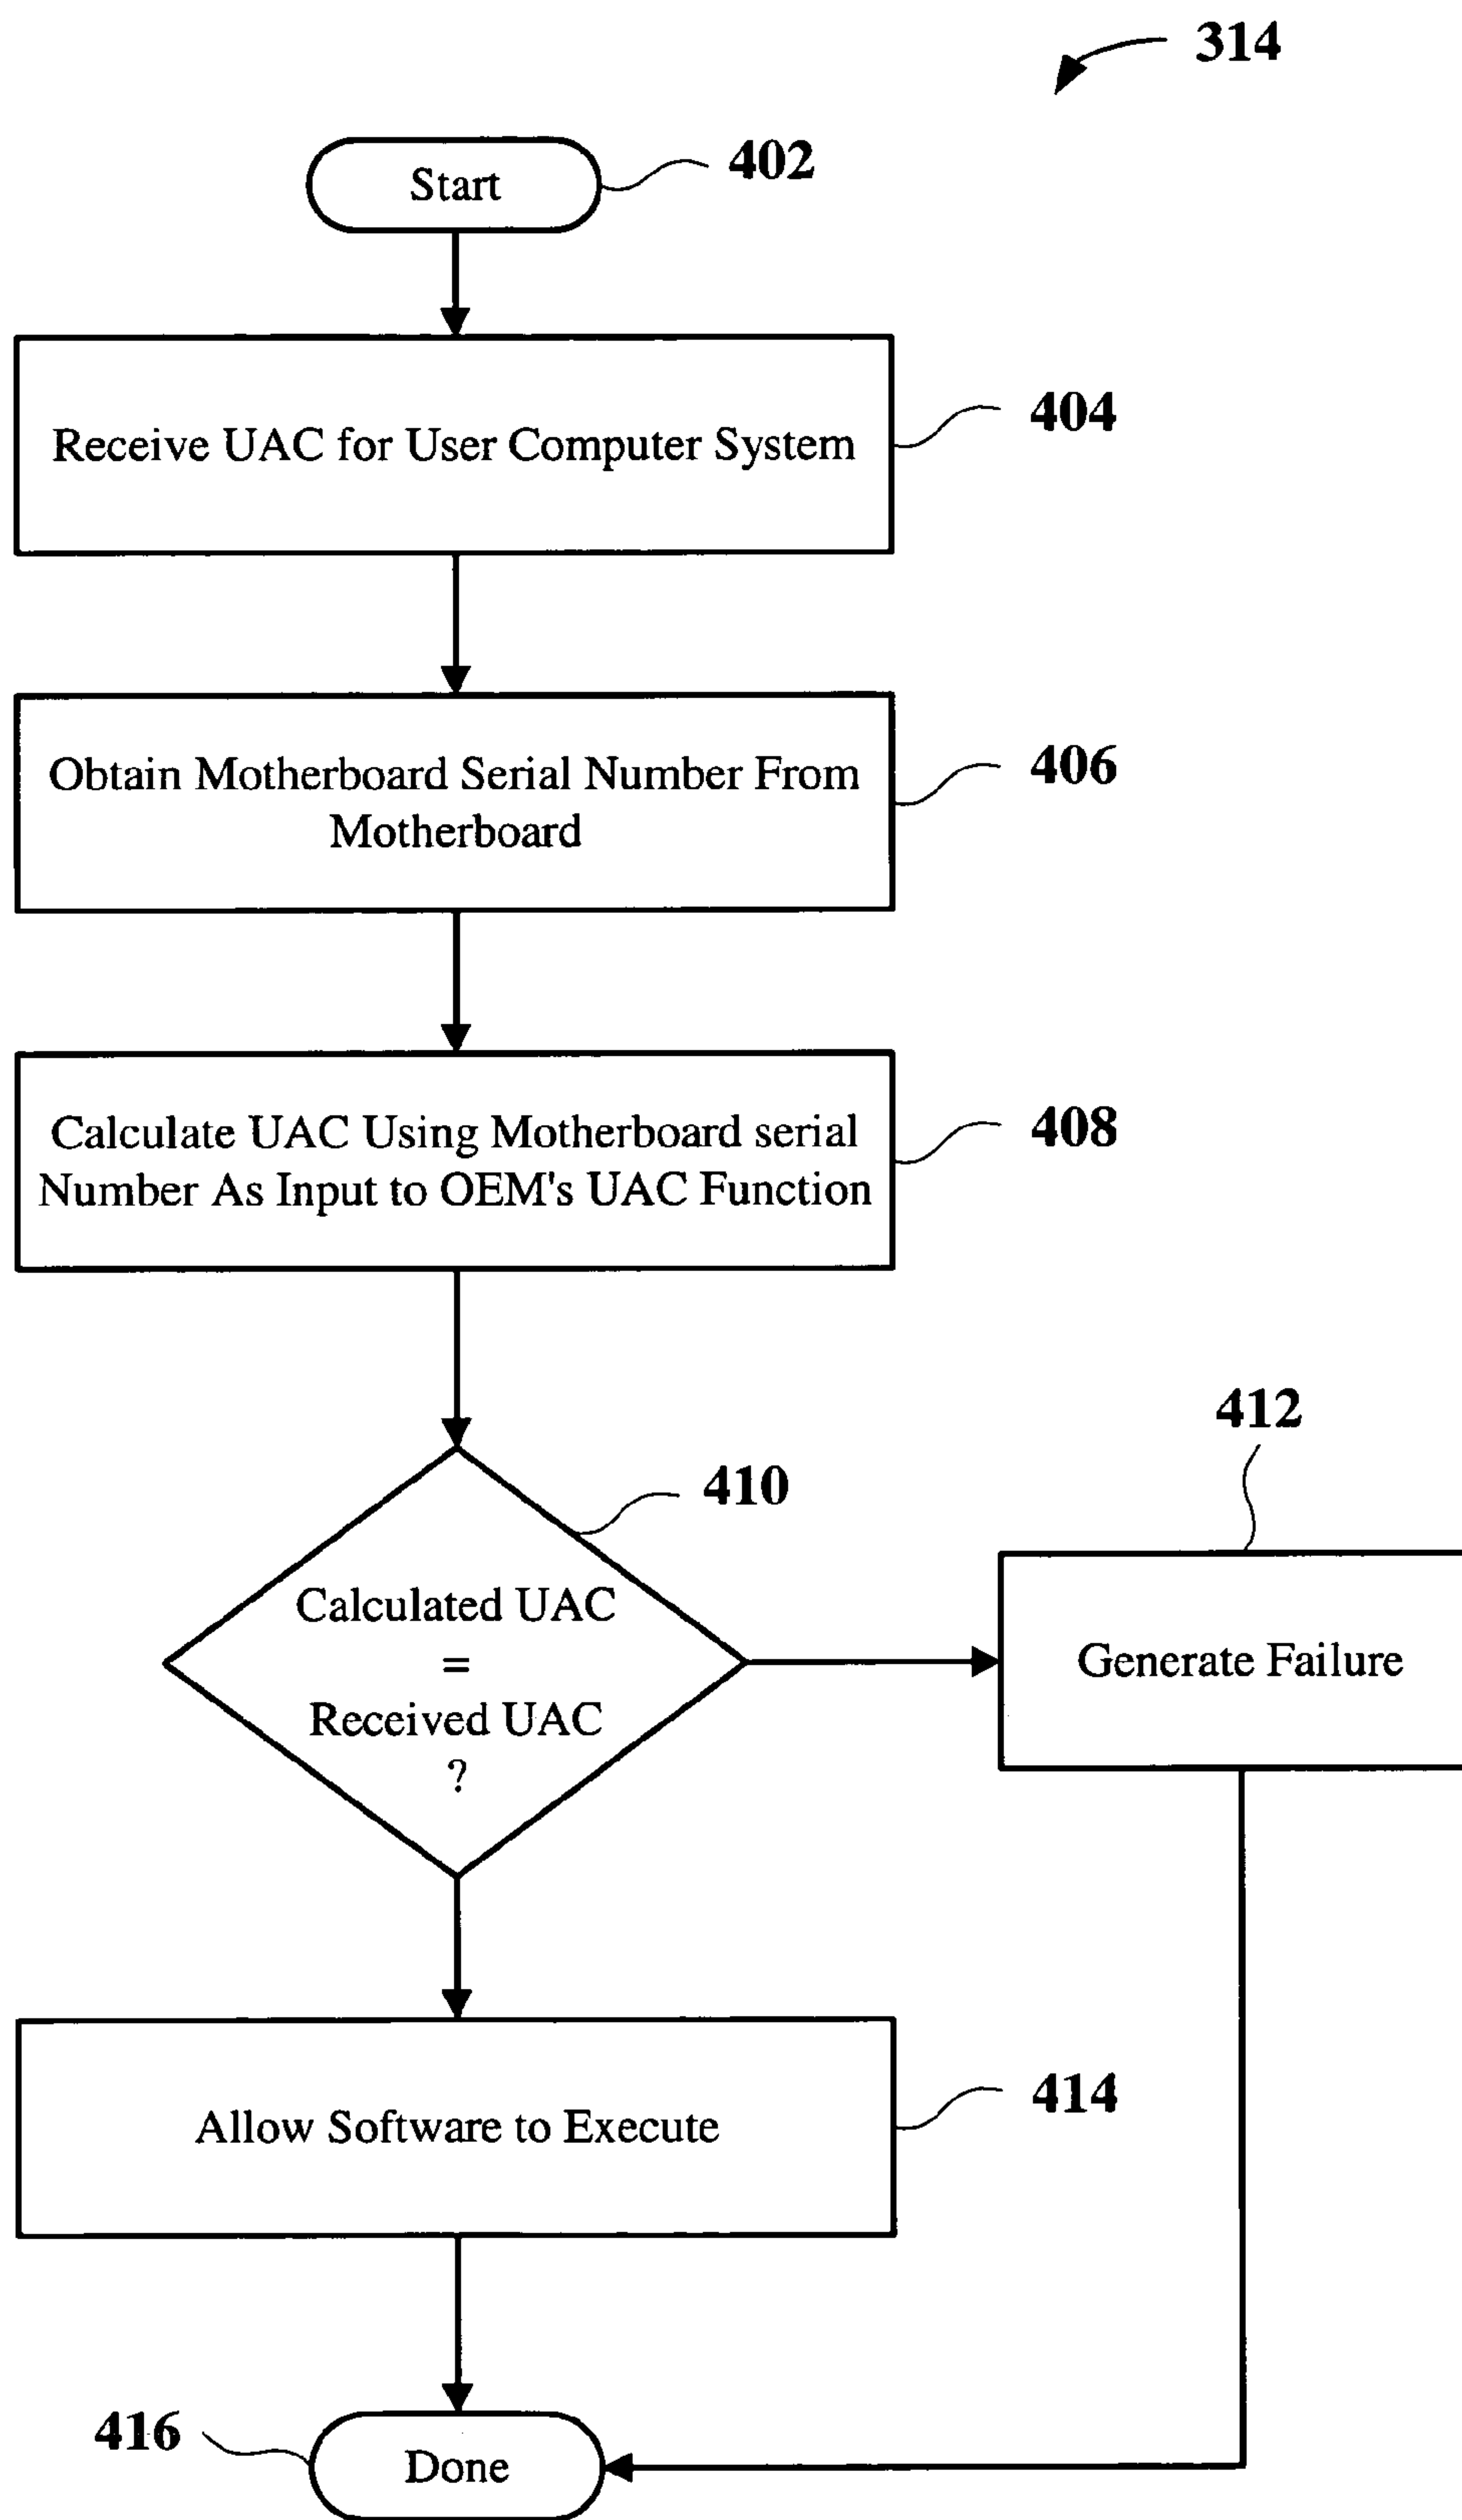 314
Start
402
Receive UAC for User Computer System
404
Obtain Motherboard Serial Number From
Motherboard
406
Calculate UAC Using Motherboard serial
Number As Input to OEM's UAC Function
408
412
410
Calculated UAC
=
Received UAC
?
Generate Failure
Allow Software to Execute
414
416
Done